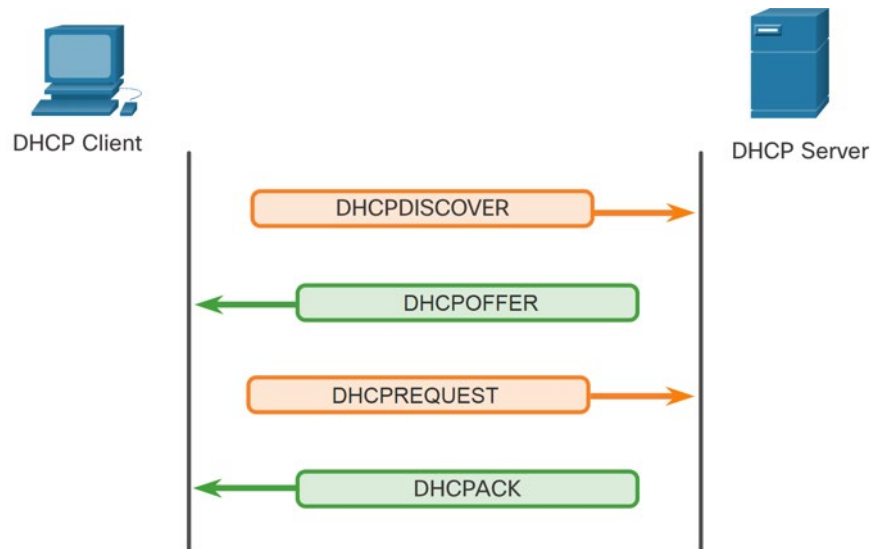 DHCP Client
DHCP Server
DHCPDISCOVER
DHCPOFFER
DHCPREQUEST
DHCPACK